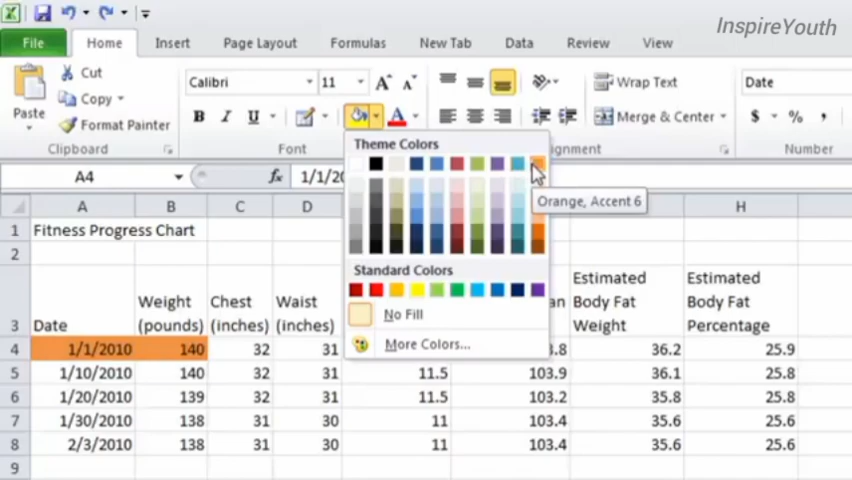 InspireYouth
File Home Insert Page Layout Formulas New Tab Data Review View
Cut Calibri 11 A A Wrap Text Date
Copy
Paste Format Painter B I U A Merge & Center $ % ,
Clipboard Font Theme Colors Number
A4 fx 1/1/20
Orange, Accent 6
A B C D H
1 Fitness Progress Chart
2
Standard Colors
Estimated Estimated
Weight Chest Waist Body Fat Body Fat
3 Date (pounds) (inches) (inches) Weight Percentage
No Fill
More Colors...
4 1/1/2010 140 32 31 36.2 25.9
5 1/10/2010 140 32 31 11.5 103.9 36.1 25.8
6 1/20/2010 139 32 31 11.5 103.2 35.8 25.6
7 1/30/2010 138 31 30 11 103.4 35.6 25.6
8 2/3/2010 138 31 30 11 103.4 35.6 25.6
9